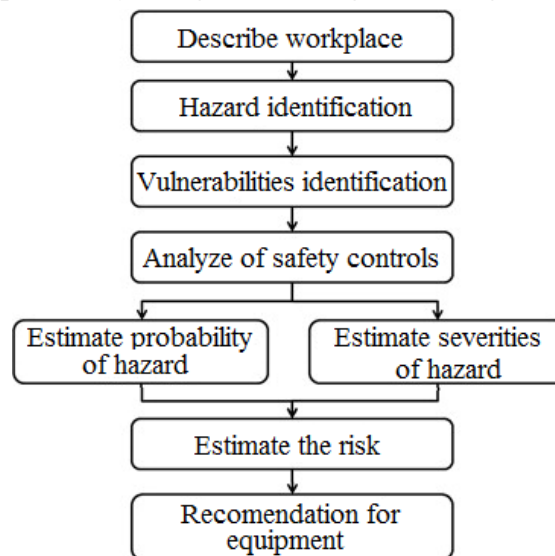 Describe workplace
Hazard identification
Vulnerabilities identification
Analyze of safety controls
Estimate probability
of hazard
Estimate severities
of hazard
Estimate the risk
Recomendation for
equipment